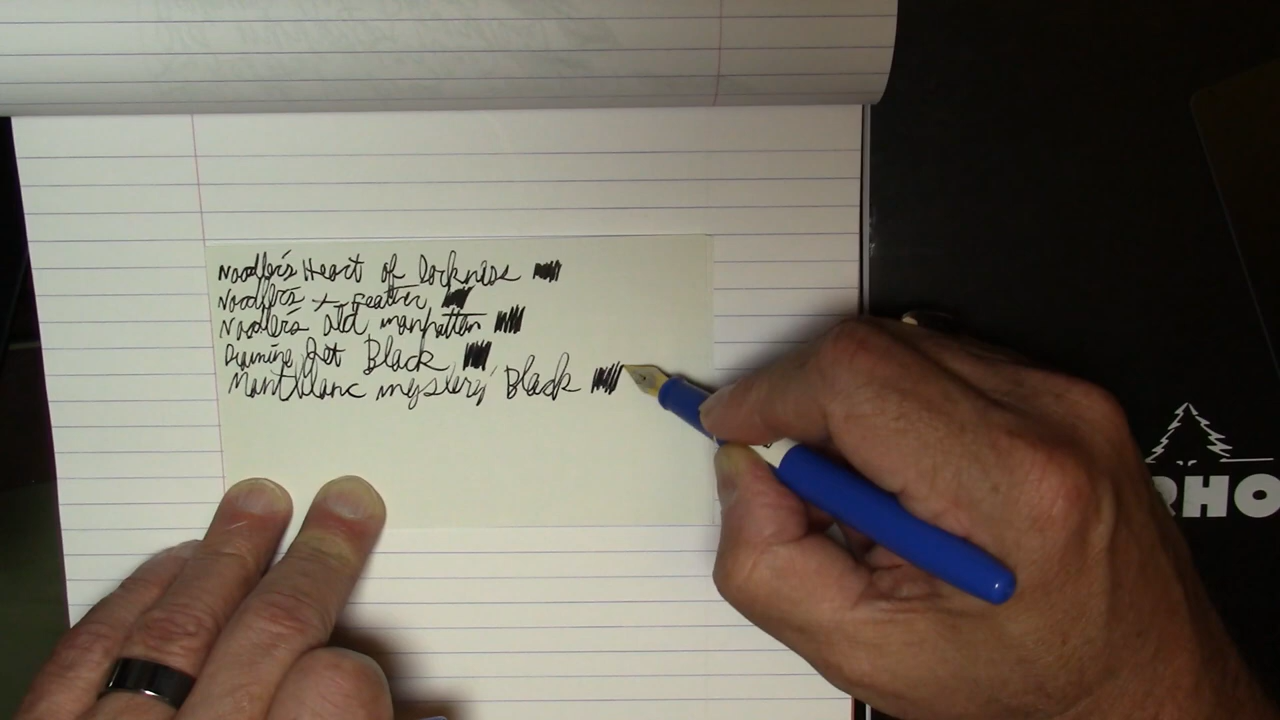 Noodler's Heart of Darkness
Noodler's X-Feather
Noodler's old manhattan
Diamine Jet Black
Montblanc mystery Black
RHO